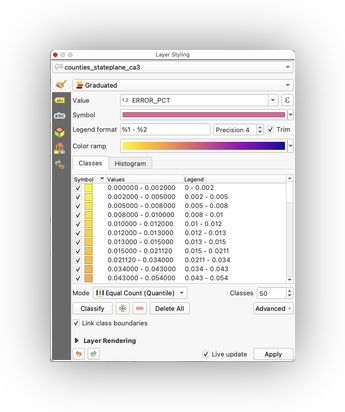 Layer Styling
counties_stateplane_ca3
Graduated
Value 1.2 ERROR_PCT ε
Symbol
Legend format %1 - %2 Precision 4 Trim
Color ramp
Classes Histogram
Symbol Values Legend
0.000000 - 0.002000 0 - 0.002
0.002000 - 0.005000 0.002 - 0.005
0.005000 - 0.008000 0.005 - 0.008
0.008000 - 0.010000 0.008 - 0.01
0.010000 - 0.012000 0.01 - 0.012
0.012000 - 0.013000 0.012 - 0.013
0.013000 - 0.015000 0.013 - 0.015
0.015000 - 0.021120 0.015 - 0.0211
0.021120 - 0.034000 0.0211 - 0.034
0.034000 - 0.043000 0.034 - 0.043
0.043000 - 0.054000 0.043 - 0.054
Mode Equal Count (Quantile) Classes 50
Classify Delete All Advanced
Link class boundaries
Layer Rendering
Live update Apply
abc
abc